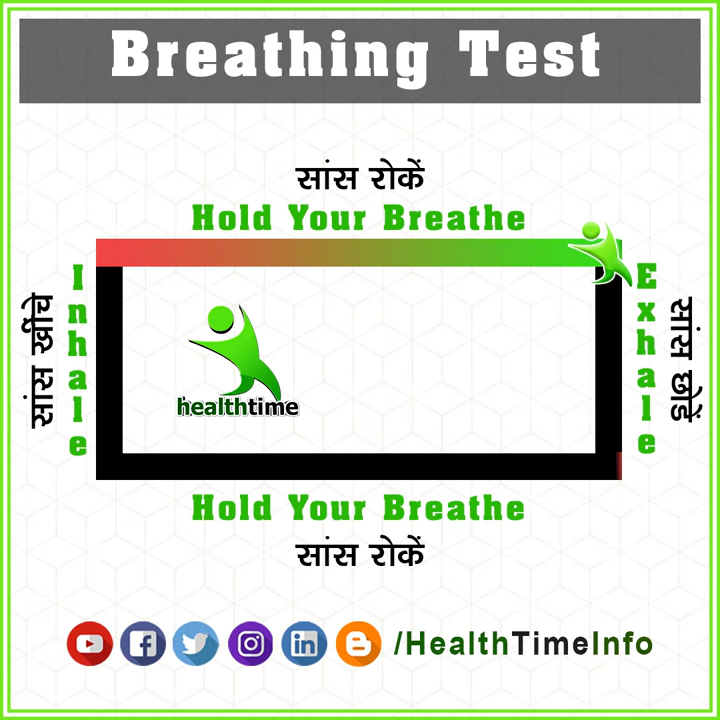 Breathing Test
सांस रोकें
Hold Your Breathe
सांस खींचे
Inhale
healthtime
Exhale
सांस छोडें
Hold Your Breathe
सांस रोकें
/HealthTimeInfo